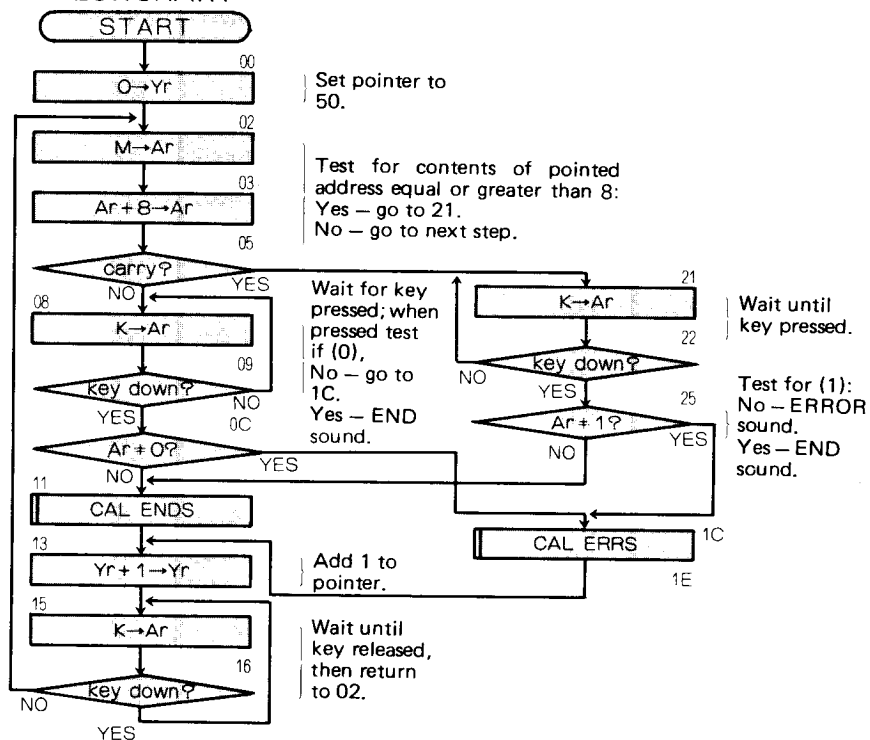 START
00
0→Yr
Set pointer to
50.
02
M→Ar
03
Ar + 8→Ar
Test for contents of pointed
address equal or greater than 8:
Yes – go to 21.
No – go to next step.
05
carry?
YES
NO
08
K→Ar
09
key down?
NO
YES
Wait for key
pressed; when
pressed test
if (0),
No – go to
1C.
Yes – END
sound.
21
K→Ar
Wait until
key pressed.
22
key down?
NO
YES
25
Ar ≠ 1?
YES
NO
Test for (1):
No – ERROR
sound.
Yes – END
sound.
0C
Ar ≠ 0?
YES
NO
11
CAL ENDS
1C
CAL ERRS
1E
13
Yr + 1→Yr
Add 1 to
pointer.
15
K→Ar
16
key down?
NO
YES
Wait until
key released,
then return
to 02.